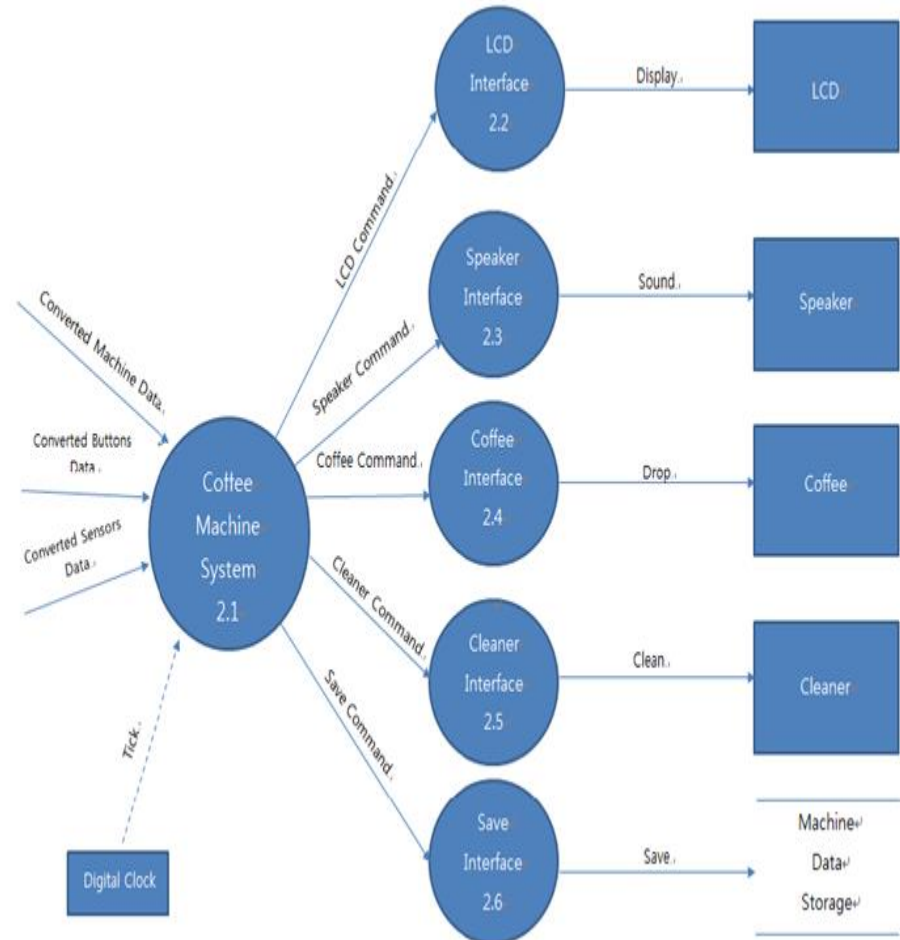 LCD
Interface
2.2
Display
LCD
LCD Command
Speaker
Interface
2.3
Sound
Speaker
Speaker Command
Converted Machine Data
Converted Buttons
Data
Converted Sensors
Data
Coffee
Machine
System
2.1
Coffee Command
Coffee
Interface
2.4
Drop
Coffee
Cleaner Command
Cleaner
Interface
2.5
Clean
Cleaner
Save Command
Save
Interface
2.6
Save
Machine
Data
Storage
Tick
Digital Clock